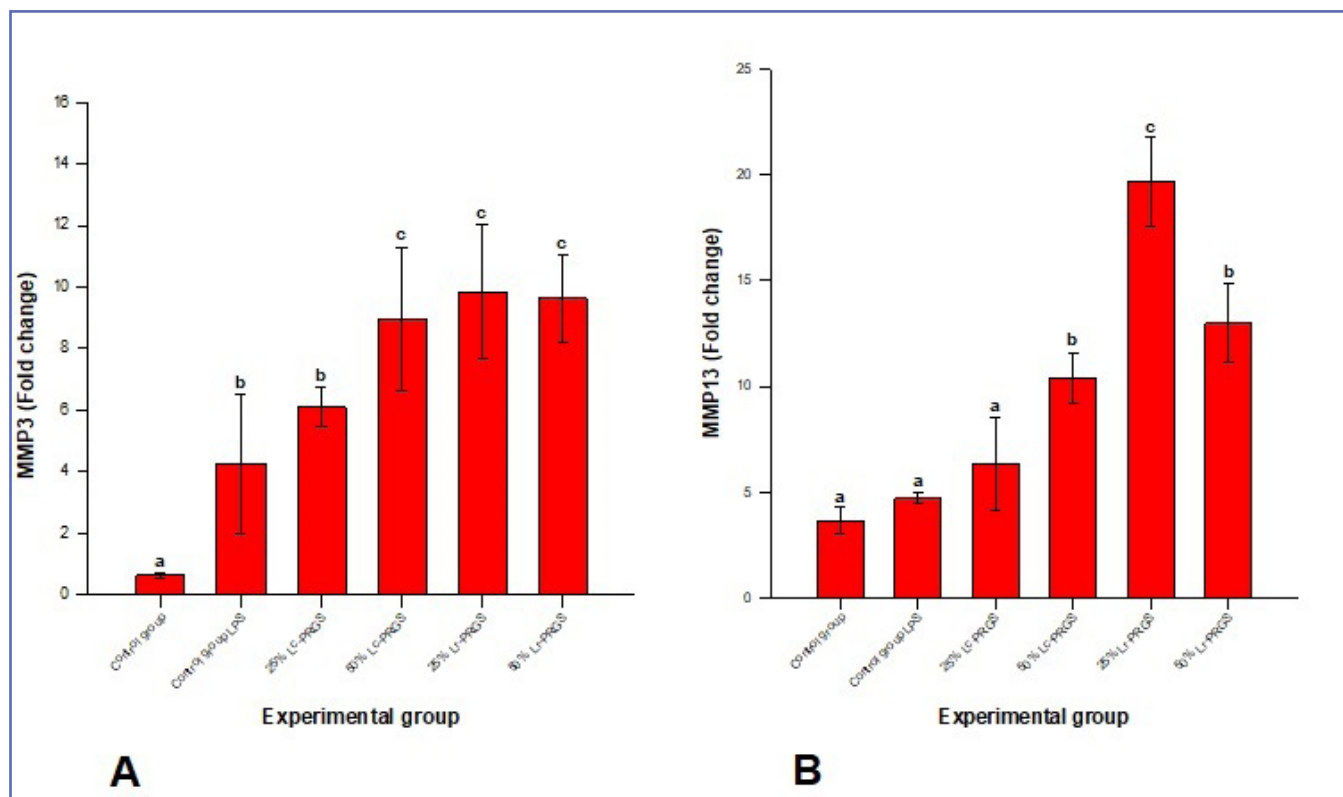 MMP3 (Fold change)
16
14
12
10
8
6
4
2
0
a
b
b
c
c
c
Control group
Control group LPS
25% Lc-PRGS
50% Lc-PRGS
25% Lr-PRGS
50% Lr-PRGS
Experimental group
A
MMP13 (Fold change)
25
20
15
10
5
0
a
a
a
b
c
b
Control group
Control group LPS
25% Lc-PRGS
50% Lc-PRGS
25% Lr-PRGS
50% Lr-PRGS
Experimental group
B